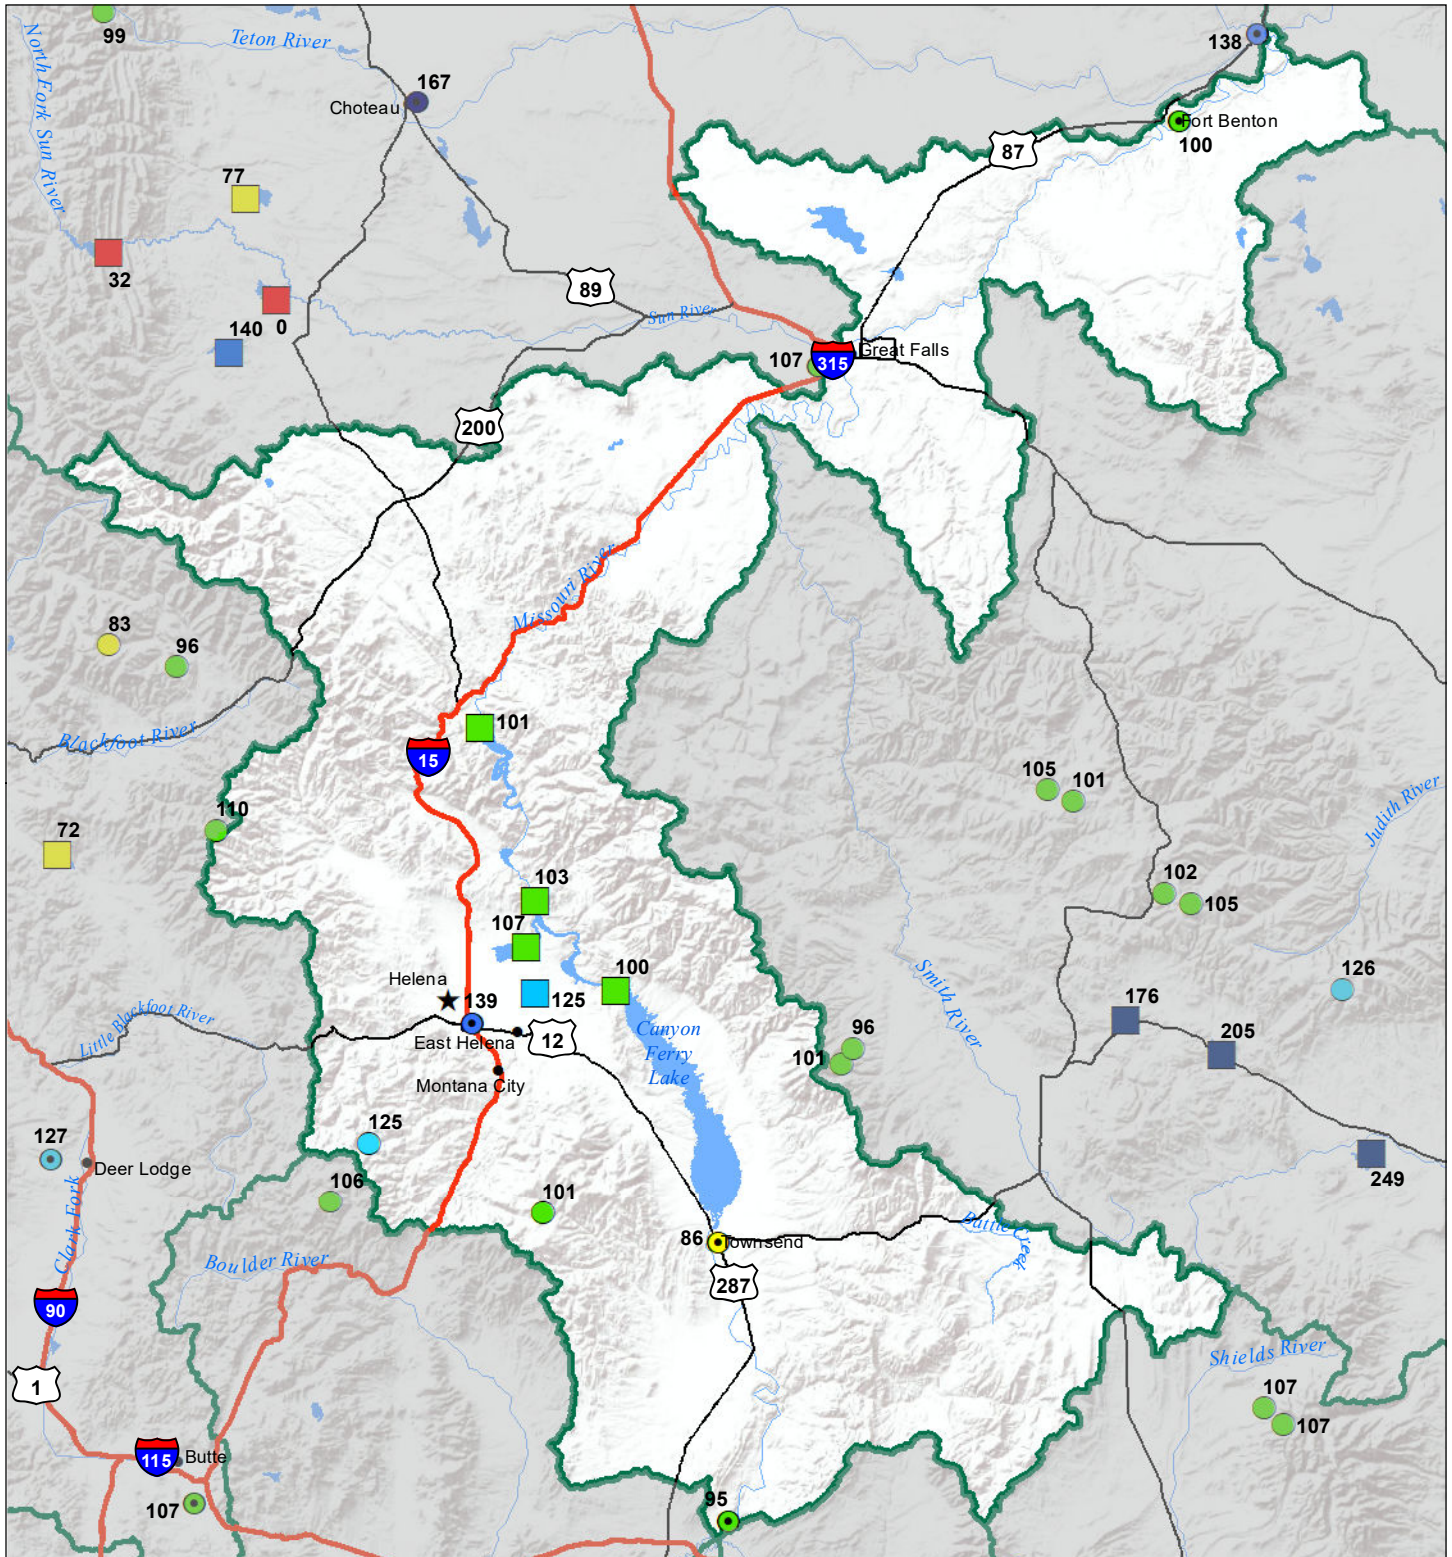 99
Teton River
138
North Fork Sun River
167
Choteau
Fort Benton
100
87
77
32
89
0
140
Sun River
107
315
Great Falls
200
Missouri River
83
96
Blackfoot River
101
15
105
101
Judith River
110
72
103
102
105
107
Helena
100
126
139
125
Smith River
176
Little Blackfoot River
East Helena
12
Canyon
Ferry
Lake
96
101
205
Montana City
125
127
Deer Lodge
249
106
101
Clark Fork
Battle Creek
86
Townsend
Boulder River
287
90
Shields River
1
107
107
115
Butte
107
95